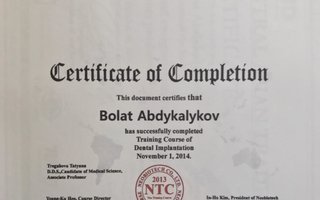 Certificate of Completion
This document certifies that
Bolat Abdykalykov
has successfully completed
Training Course of
Dental Implantation
November 1, 2014.
Tregubova Tatyana
D.D.S.,Candidate of Medical Science,
Associate Professor
2013
NTC
Young-Ku Heo, Course Director
In-Ho Kim, President of Neobiotech